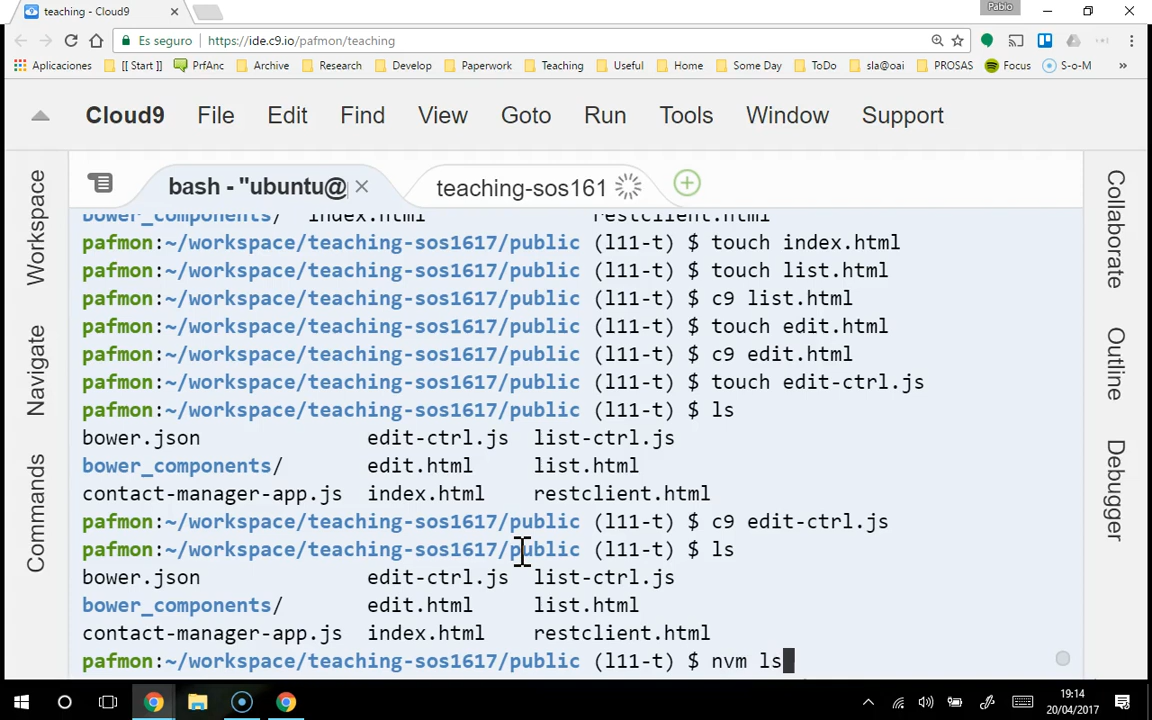 teaching - Cloud9
Pablo
Es seguro https://ide.c9.io/pafmon/teaching
Aplicaciones [[ Start ]] PrfAnc Archive Research Develop Paperwork Teaching Useful Home Some Day ToDo sla@oai PROSAS Focus S-o-M »
Cloud9 File Edit Find View Goto Run Tools Window Support
bash - "ubuntu@
teaching-sos161
Workspace
Navigate
Commands
Collaborate
Outline
Debugger
bower_components/ index.html restclient.html
pafmon:~/workspace/teaching-sos1617/public (l11-t) $ touch index.html
pafmon:~/workspace/teaching-sos1617/public (l11-t) $ touch list.html
pafmon:~/workspace/teaching-sos1617/public (l11-t) $ c9 list.html
pafmon:~/workspace/teaching-sos1617/public (l11-t) $ touch edit.html
pafmon:~/workspace/teaching-sos1617/public (l11-t) $ c9 edit.html
pafmon:~/workspace/teaching-sos1617/public (l11-t) $ touch edit-ctrl.js
pafmon:~/workspace/teaching-sos1617/public (l11-t) $ ls
bower.json edit-ctrl.js list-ctrl.js
bower_components/ edit.html list.html
contact-manager-app.js index.html restclient.html
pafmon:~/workspace/teaching-sos1617/public (l11-t) $ c9 edit-ctrl.js
pafmon:~/workspace/teaching-sos1617/public (l11-t) $ ls
bower.json edit-ctrl.js list-ctrl.js
bower_components/ edit.html list.html
contact-manager-app.js index.html restclient.html
pafmon:~/workspace/teaching-sos1617/public (l11-t) $ nvm ls
19:14
20/04/2017